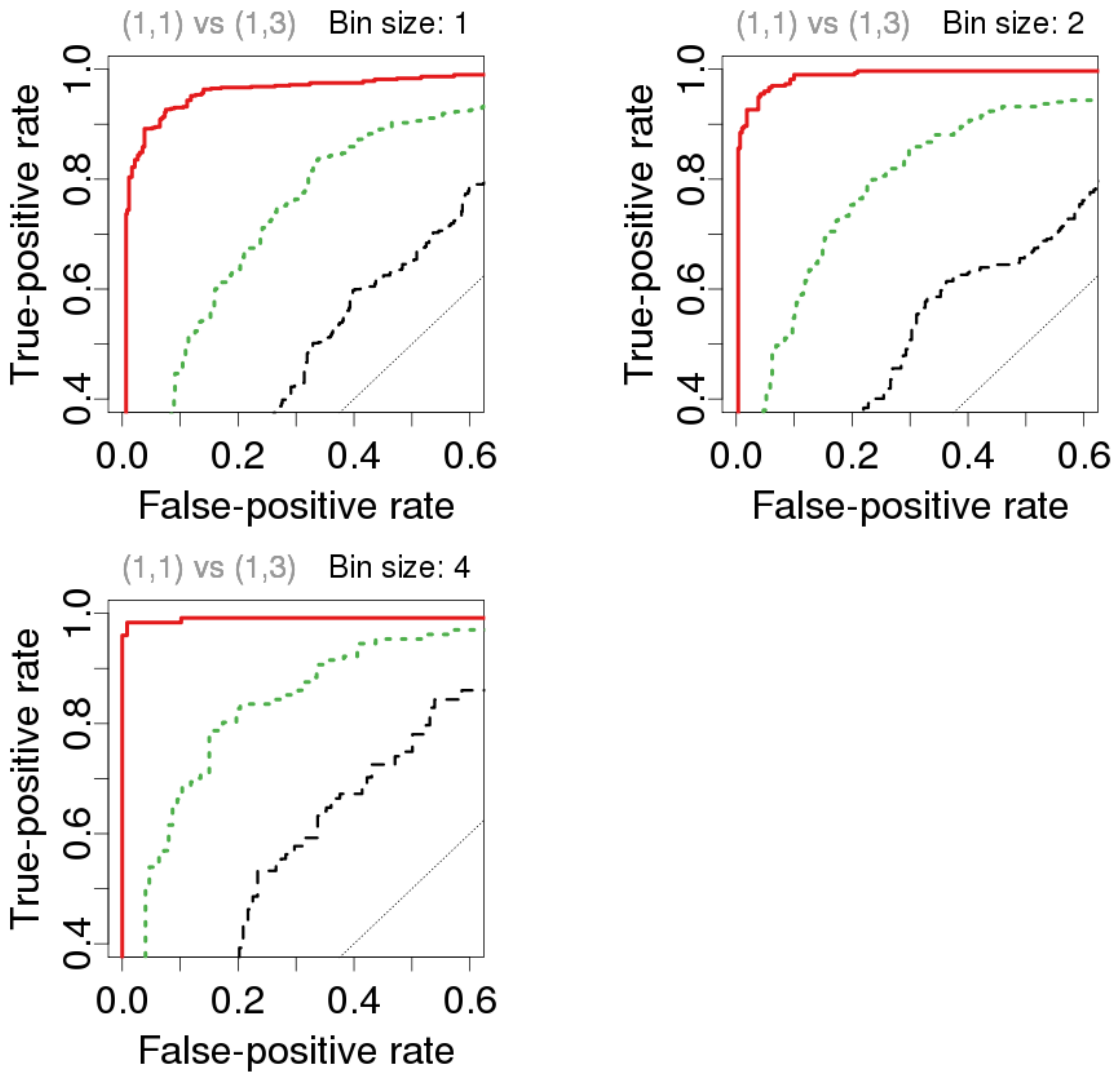 (1,1) vs (1,3) Bin size: 1
True-positive rate
1.0
0.8
0.6
0.4
0.0 0.2 0.4 0.6
False-positive rate
(1,1) vs (1,3) Bin size: 2
True-positive rate
1.0
0.8
0.6
0.4
0.0 0.2 0.4 0.6
False-positive rate
(1,1) vs (1,3) Bin size: 4
True-positive rate
1.0
0.8
0.6
0.4
0.0 0.2 0.4 0.6
False-positive rate